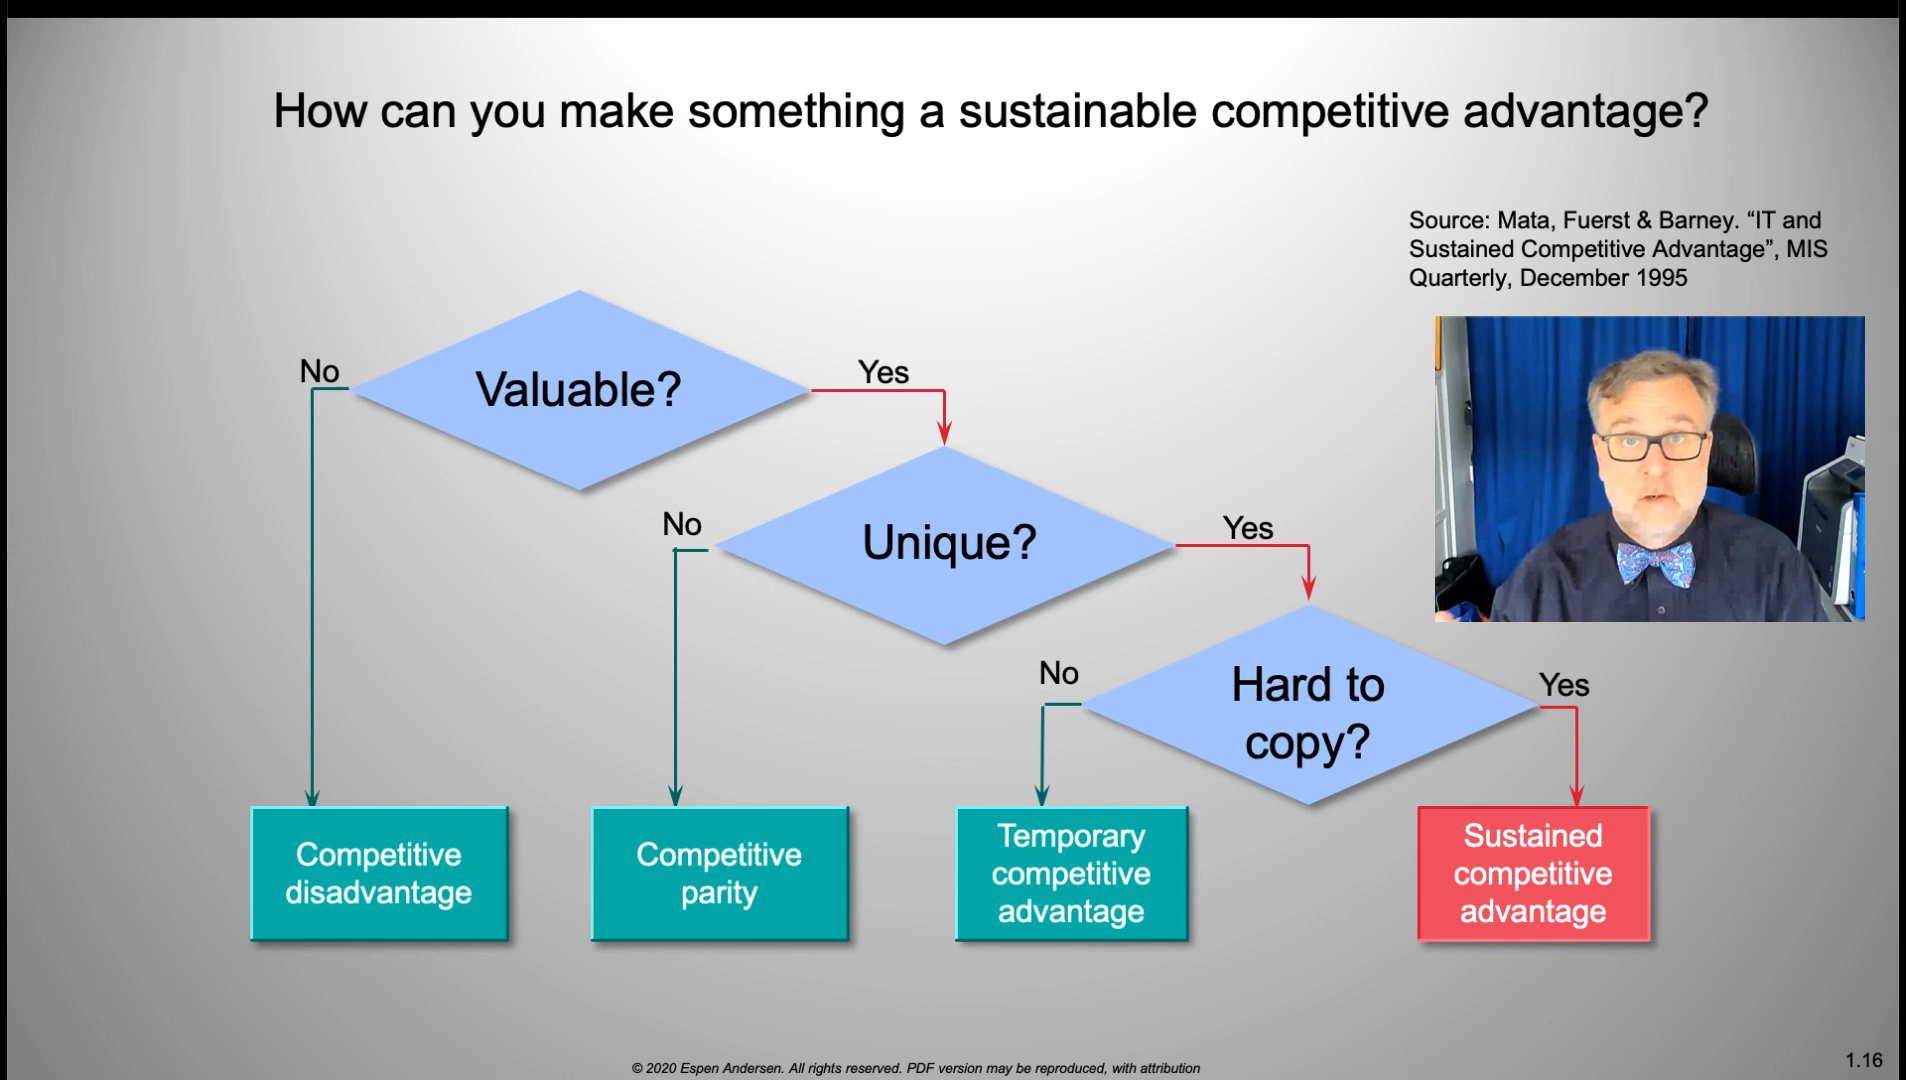 How can you make something a sustainable competitive advantage?
Source: Mata, Fuerst & Barney. “IT and
Sustained Competitive Advantage”, MIS
Quarterly, December 1995
No
Valuable?
Yes
No
Unique?
Yes
No
Hard to
copy?
Yes
Competitive
disadvantage
Competitive
parity
Temporary
competitive
advantage
Sustained
competitive
advantage
© 2020 Espen Andersen. All rights reserved. PDF version may be reproduced, with attribution
1.16